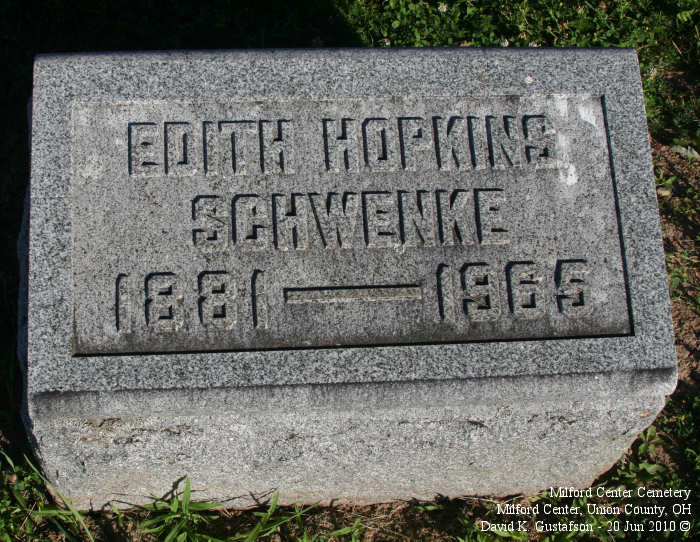 EDITH HOPKINS
SCHWENKE
1881 — 1965
Milford Center Cemetery
Milford Center, Union County, OH
David K. Gustafson - 20 Jun 2010 ©